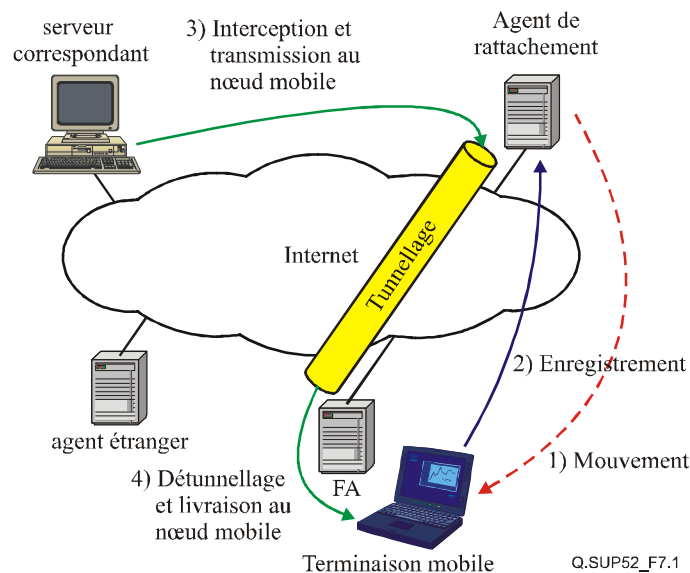 serveur
correspondant
3) Interception et
transmission au
nœud mobile
Agent de
rattachement
Internet
Tunnellage
2) Enregistrement
agent étranger
1) Mouvement
4) Détunnellage
et livraison au
nœud mobile
FA
Terminaison mobile
Q.SUP52_F7.1